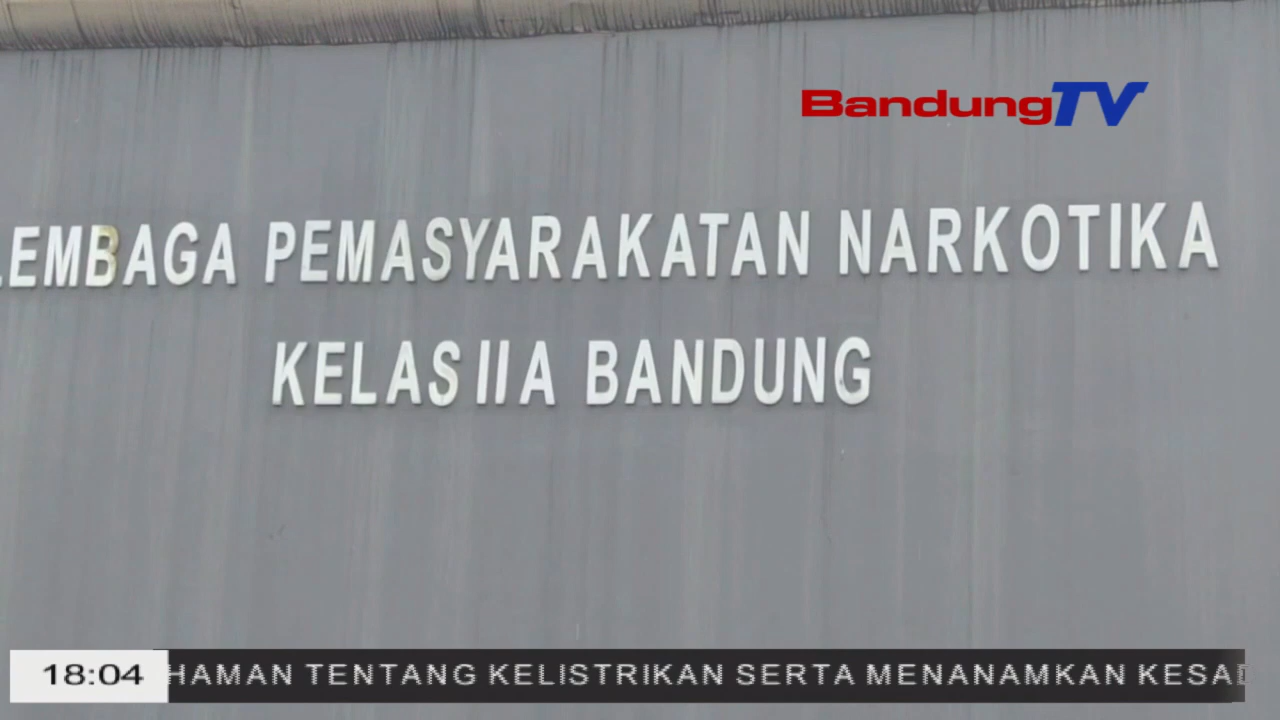 BandungTV
LEMBAGA PEMASYARAKATAN NARKOTIKA
KELAS IIA BANDUNG
18:04
HAMAN TENTANG KELISTRIKAN SERTA MENANAMKAN KESAD